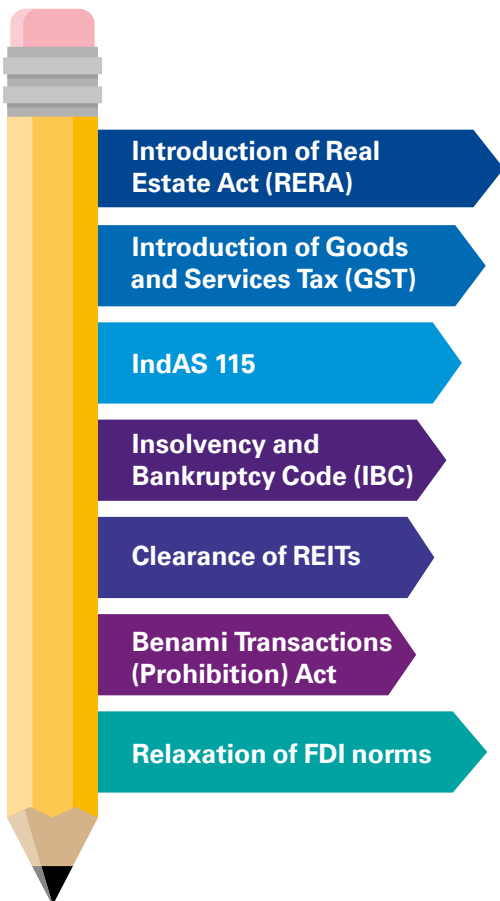 Introduction of Real
Estate Act (RERA)
Introduction of Goods
and Services Tax (GST)
IndAS 115
Insolvency and
Bankruptcy Code (IBC)
Clearance of REITs
Benami Transactions
(Prohibition) Act
Relaxation of FDI norms